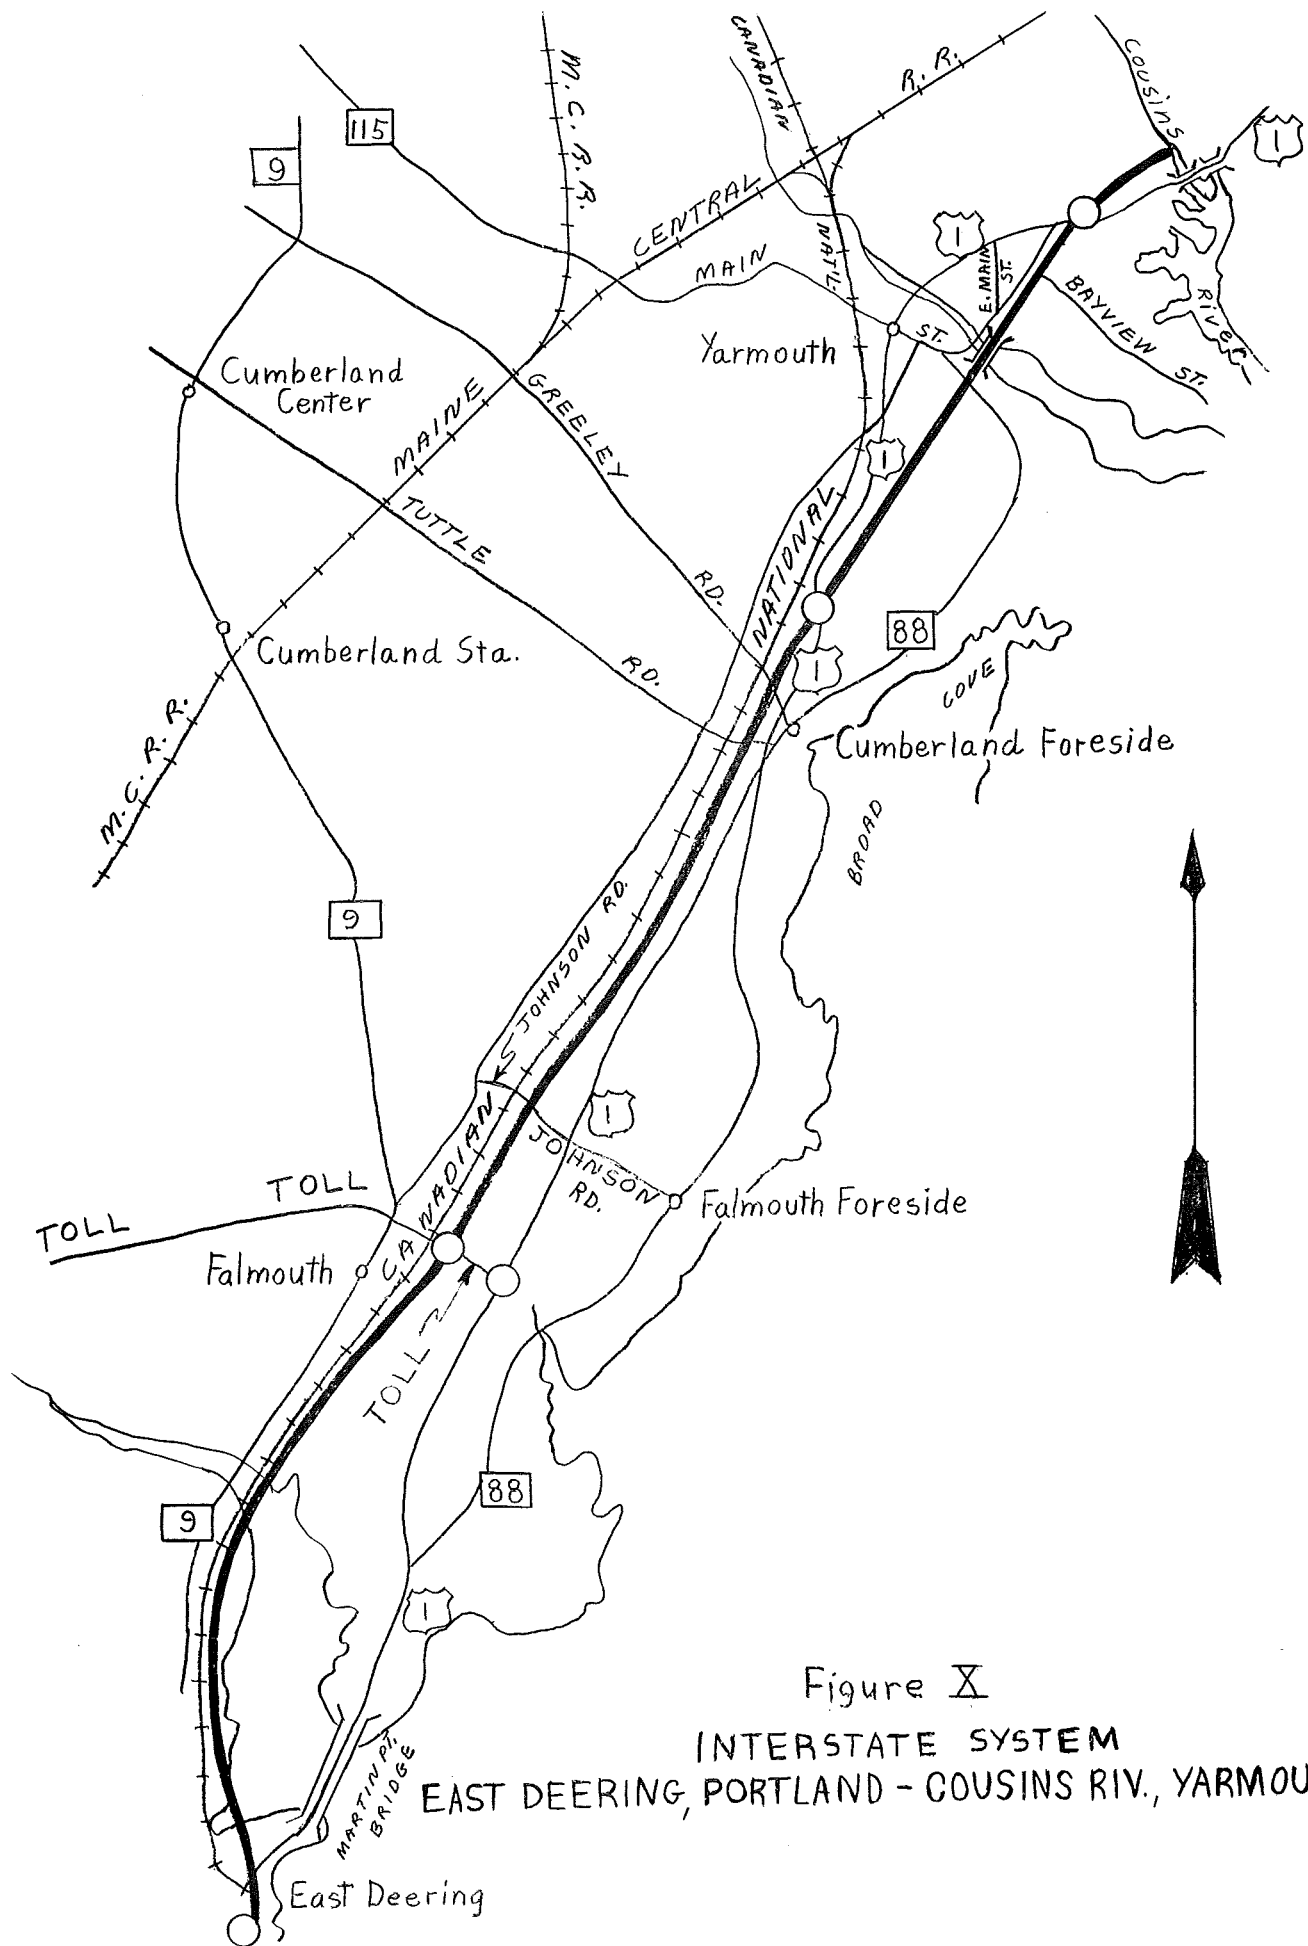 CANADIAN
NAT'L
M.C.R.R.
R. R.
COUSINS
1
115
9
CENTRAL
MAIN
ST.
1
E. MAIN
ST.
BAYVIEW
ST.
River
Yarmouth
Cumberland
Center
GREELEY
RD.
MAINE
1
TUTTLE
RD.
NATIONAL
88
1
Cumberland Sta.
COVE
M.C.R.R.
Cumberland Foreside
BROAD
9
JOHNSON RD.
1
CANADIAN
JOHNSON
RD.
TOLL
TOLL
Falmouth Foreside
Falmouth
TOLL
88
9
1
MARTIN PT.
BRIDGE
Figure X
INTERSTATE SYSTEM
EAST DEERING, PORTLAND - COUSINS RIV., YARMOU
East Deering